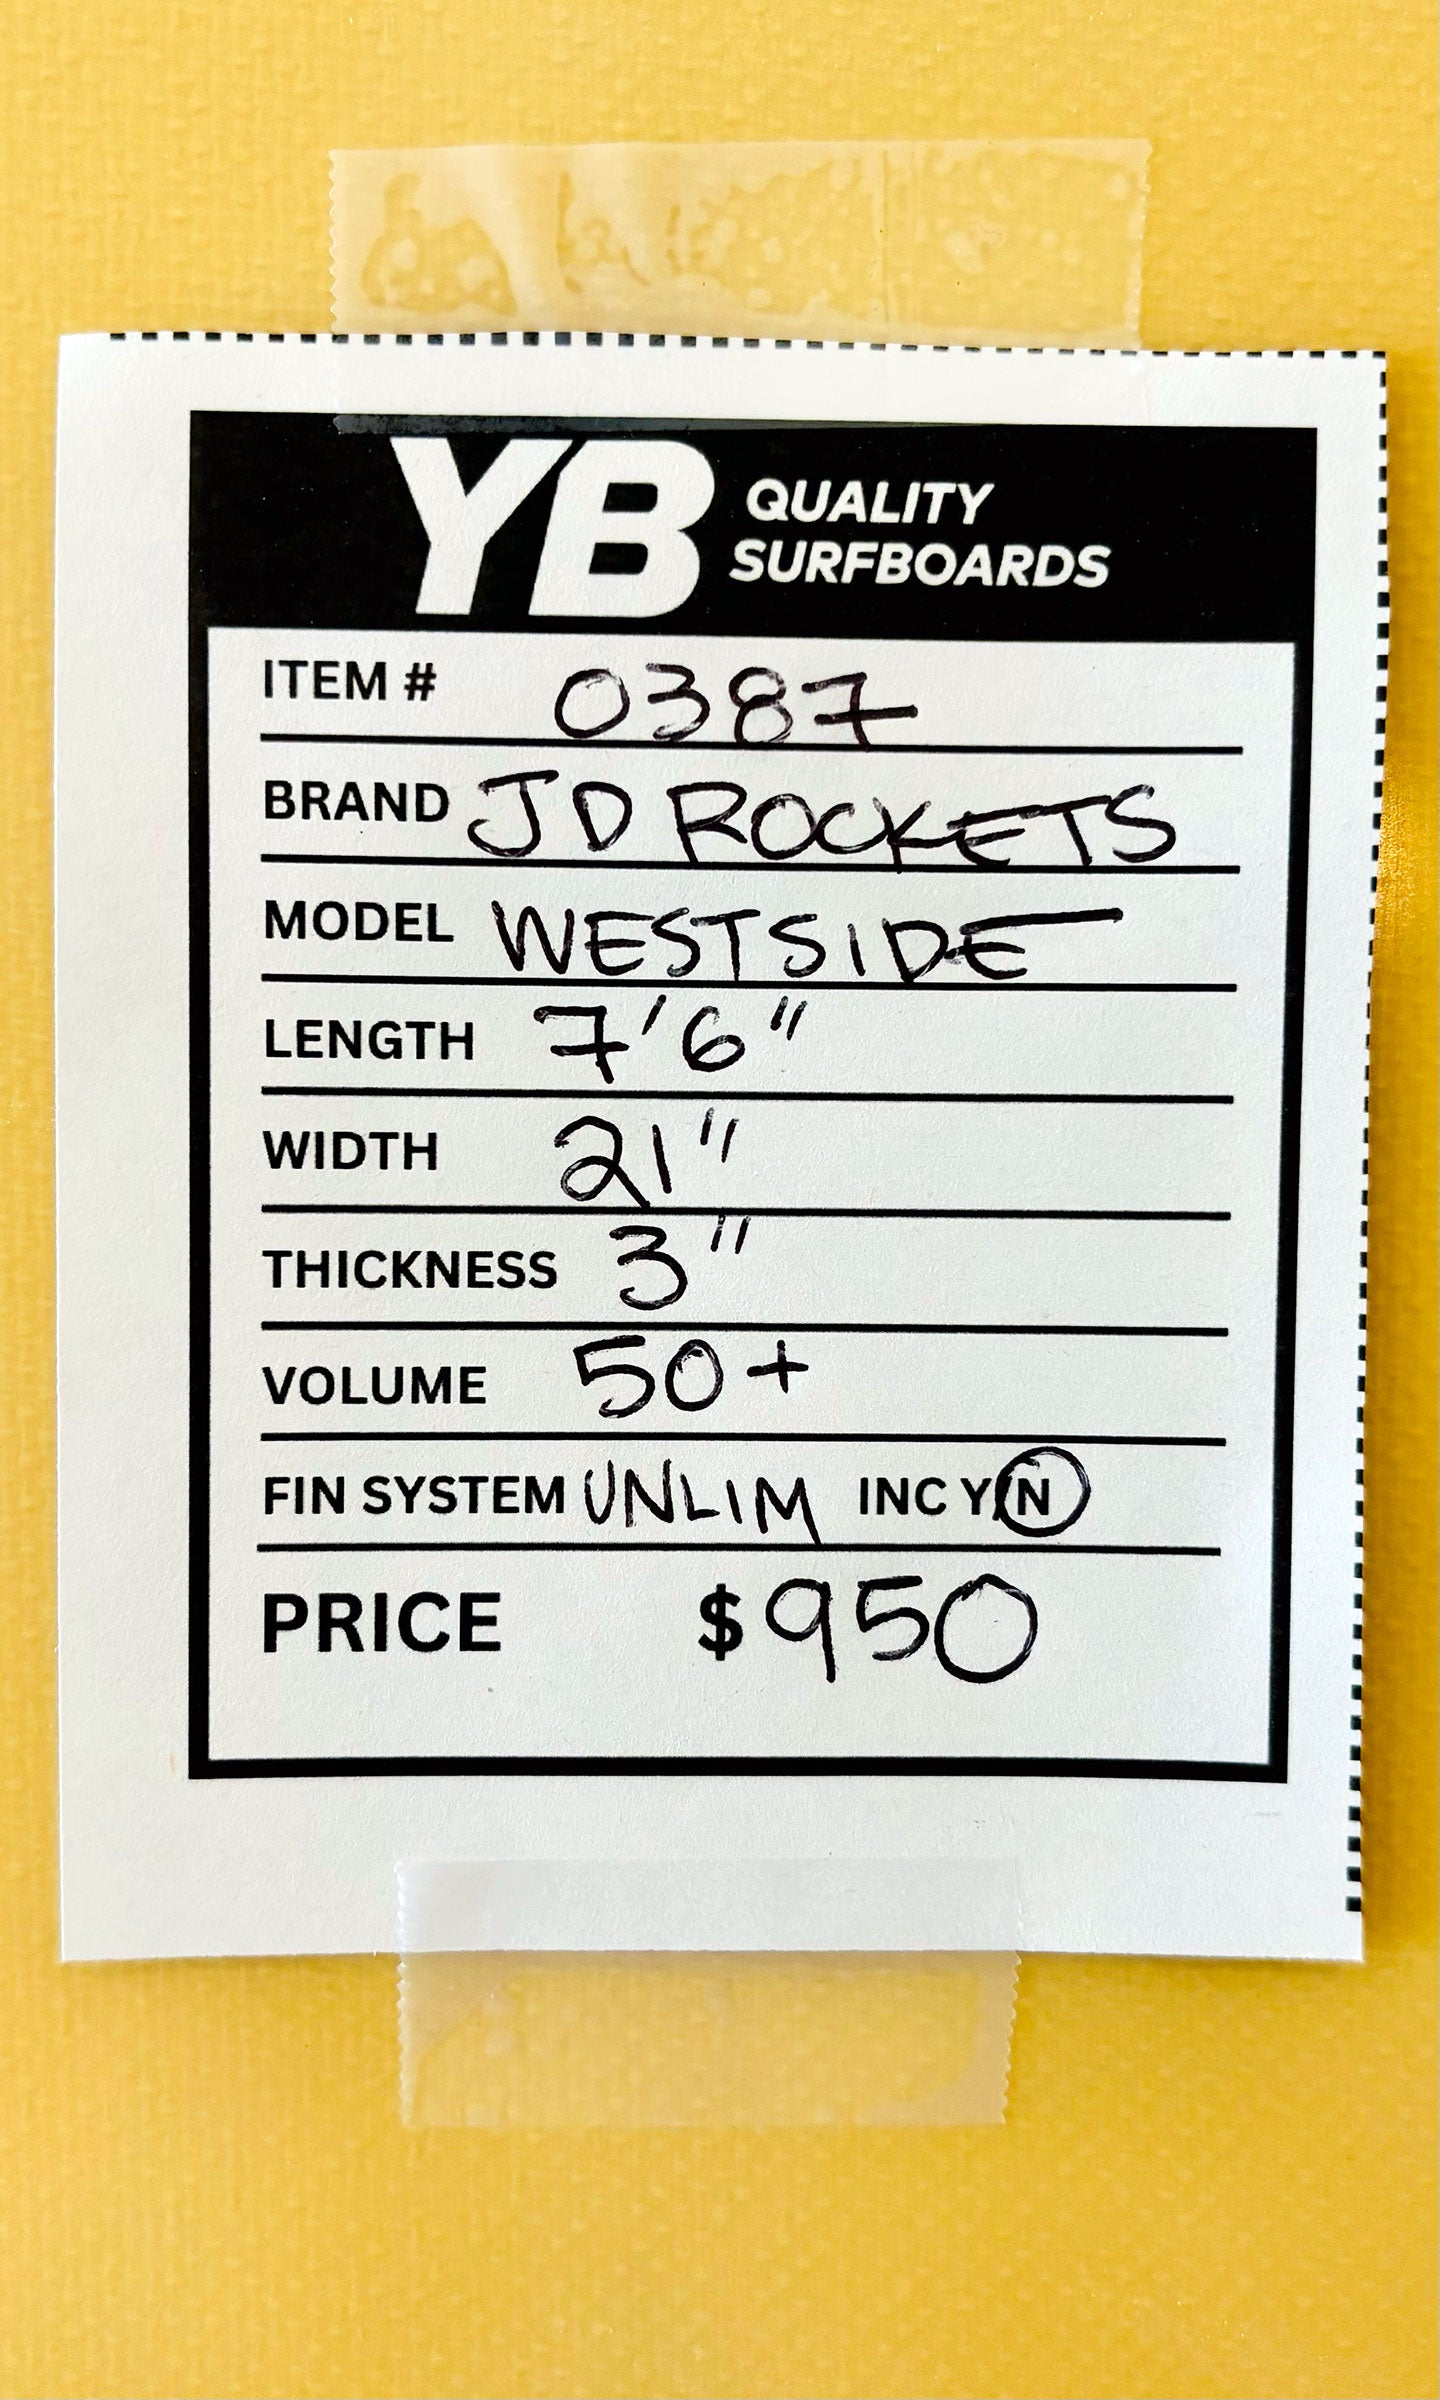 YB QUALITY
SURFBOARDS
ITEM # 0387
BRAND JD ROCKETS
MODEL WESTSIDE
LENGTH 7'6"
WIDTH 21"
THICKNESS 3"
VOLUME 50+
FIN SYSTEM UNLIM INC Y/N
PRICE $950